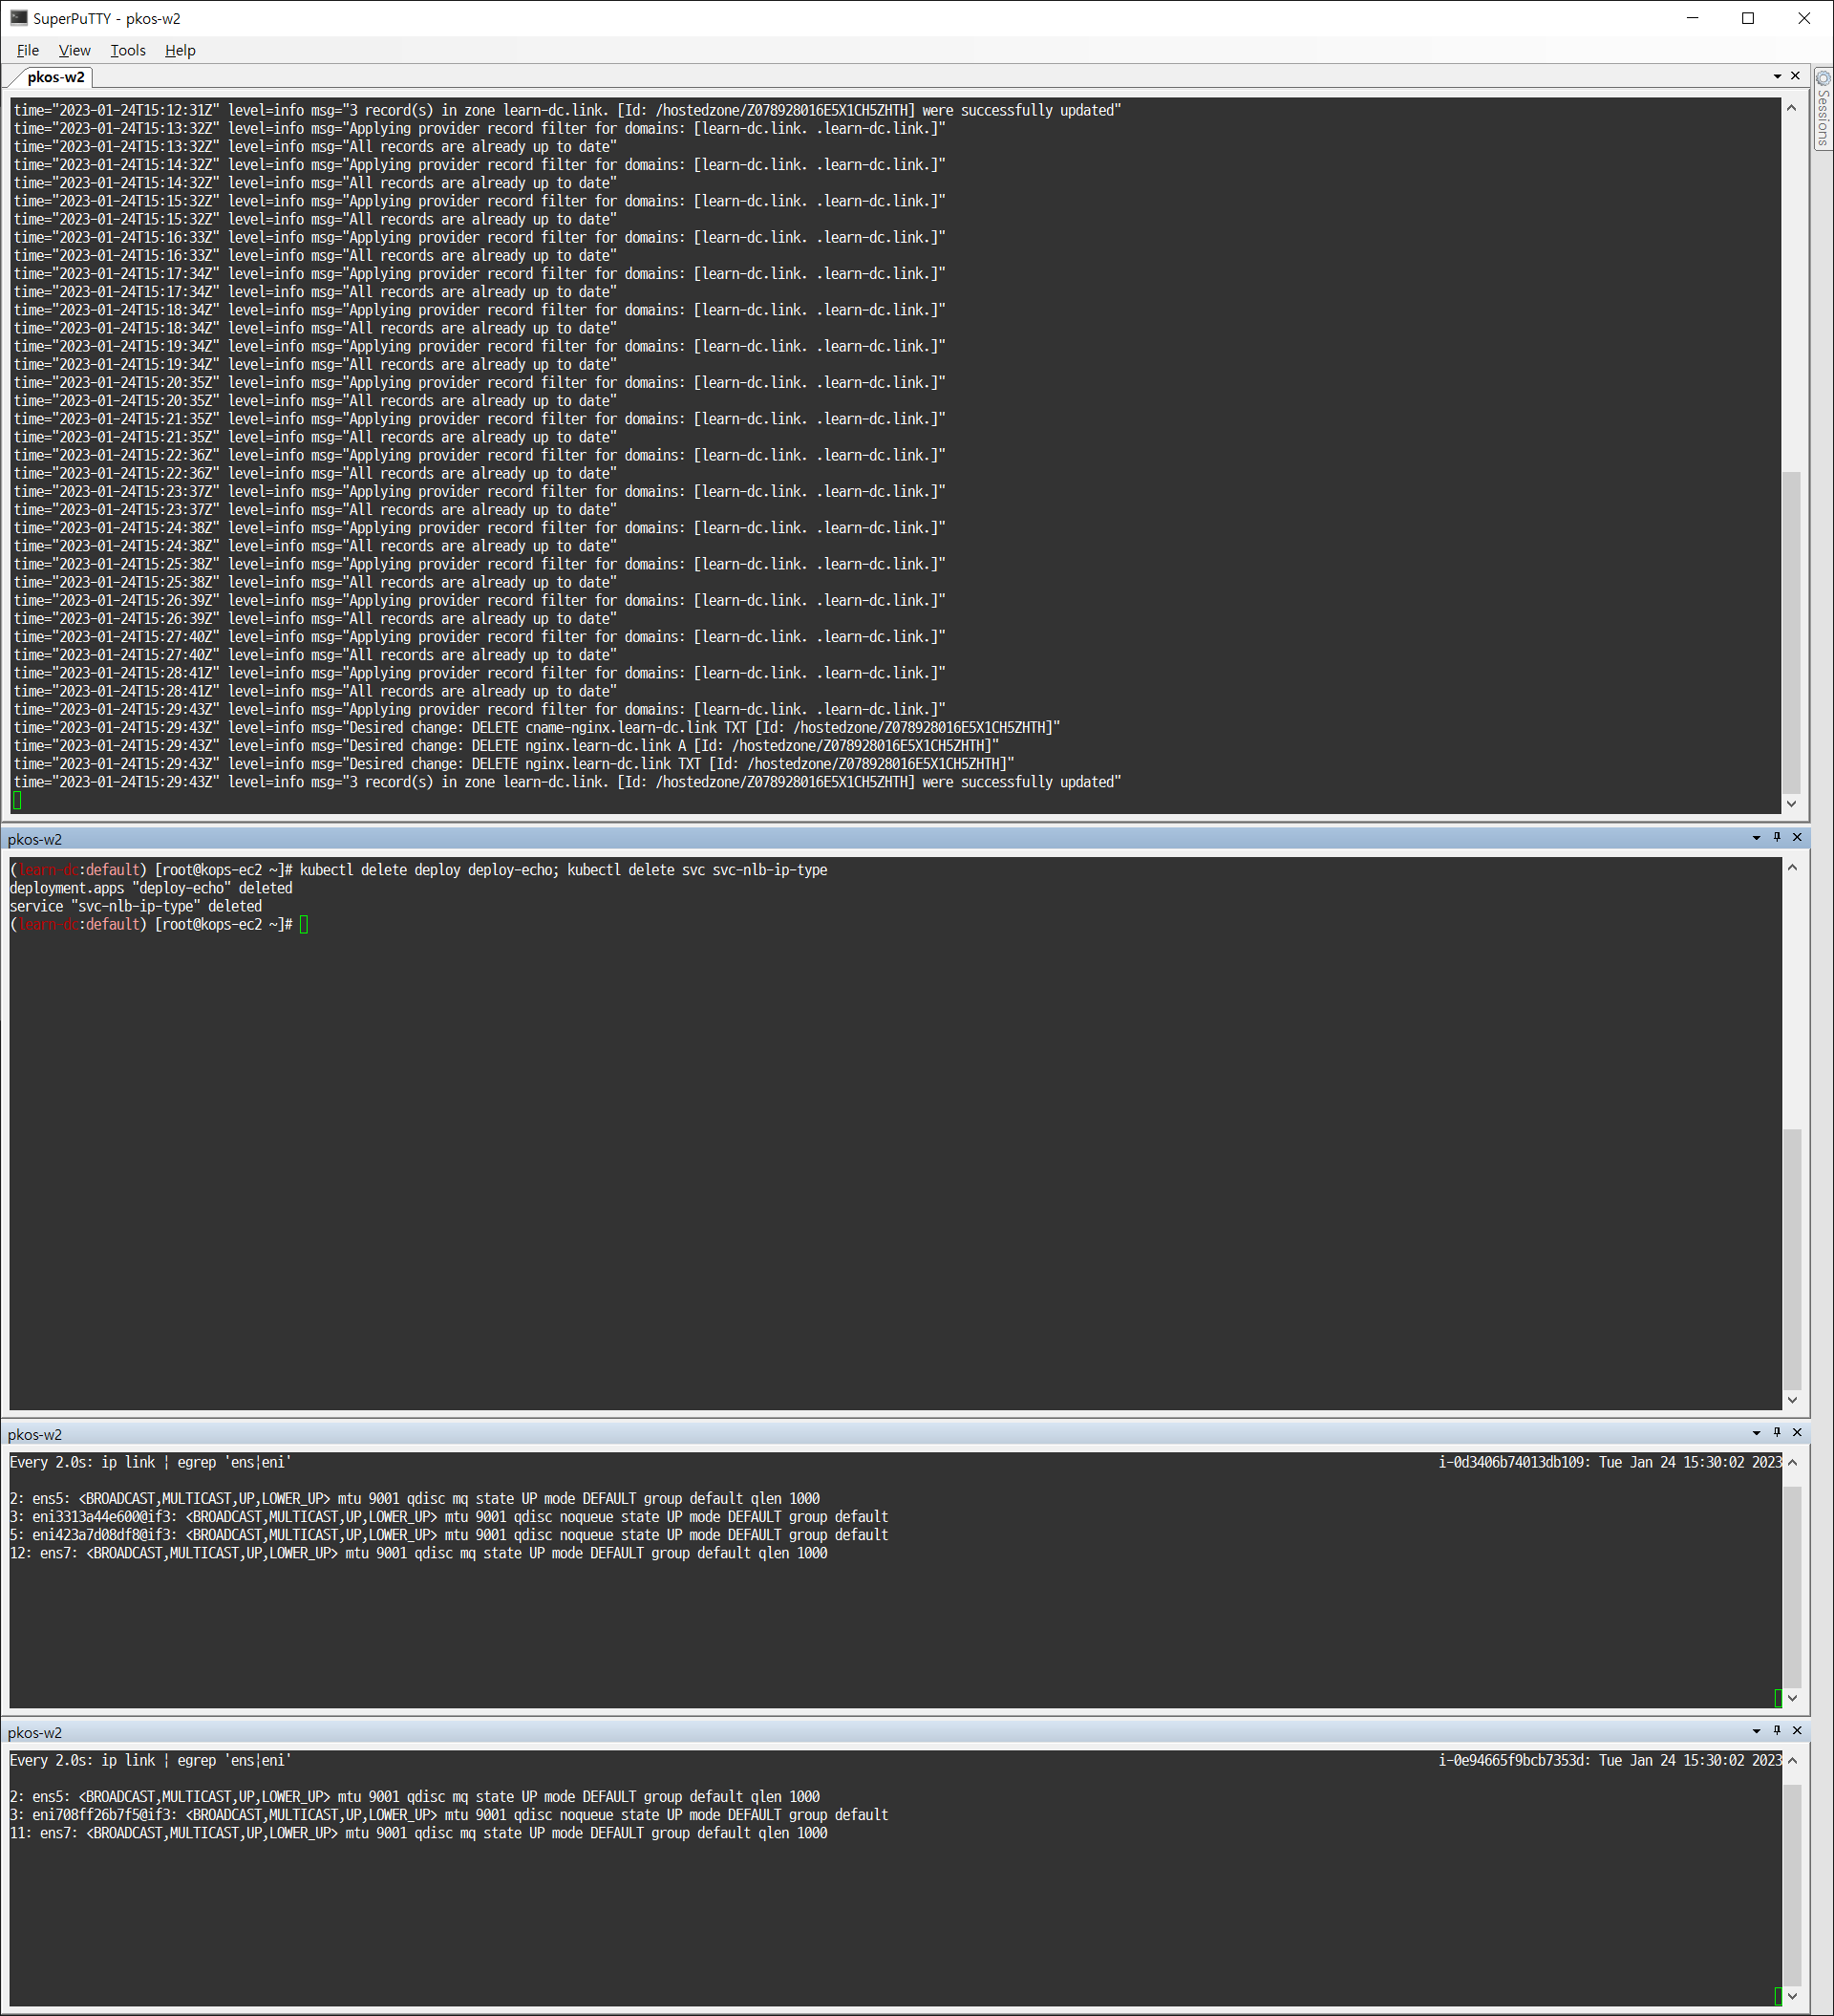 SuperPuTTY - pkos-w2
File View Tools Help
pkos-w2
Sessions
time="2023-01-24T15:12:31Z" level=info msg="3 record(s) in zone learn-dc.link. [Id: /hostedzone/Z078928016E5X1CH5ZHTH] were successfully updated"
time="2023-01-24T15:13:32Z" level=info msg="Applying provider record filter for domains: [learn-dc.link. .learn-dc.link.]"
time="2023-01-24T15:13:32Z" level=info msg="All records are already up to date"
time="2023-01-24T15:14:32Z" level=info msg="Applying provider record filter for domains: [learn-dc.link. .learn-dc.link.]"
time="2023-01-24T15:14:32Z" level=info msg="All records are already up to date"
time="2023-01-24T15:15:32Z" level=info msg="Applying provider record filter for domains: [learn-dc.link. .learn-dc.link.]"
time="2023-01-24T15:15:32Z" level=info msg="All records are already up to date"
time="2023-01-24T15:16:33Z" level=info msg="Applying provider record filter for domains: [learn-dc.link. .learn-dc.link.]"
time="2023-01-24T15:16:33Z" level=info msg="All records are already up to date"
time="2023-01-24T15:17:34Z" level=info msg="Applying provider record filter for domains: [learn-dc.link. .learn-dc.link.]"
time="2023-01-24T15:17:34Z" level=info msg="All records are already up to date"
time="2023-01-24T15:18:34Z" level=info msg="Applying provider record filter for domains: [learn-dc.link. .learn-dc.link.]"
time="2023-01-24T15:18:34Z" level=info msg="All records are already up to date"
time="2023-01-24T15:19:34Z" level=info msg="Applying provider record filter for domains: [learn-dc.link. .learn-dc.link.]"
time="2023-01-24T15:19:34Z" level=info msg="All records are already up to date"
time="2023-01-24T15:20:35Z" level=info msg="Applying provider record filter for domains: [learn-dc.link. .learn-dc.link.]"
time="2023-01-24T15:20:35Z" level=info msg="All records are already up to date"
time="2023-01-24T15:21:35Z" level=info msg="Applying provider record filter for domains: [learn-dc.link. .learn-dc.link.]"
time="2023-01-24T15:21:35Z" level=info msg="All records are already up to date"
time="2023-01-24T15:22:36Z" level=info msg="Applying provider record filter for domains: [learn-dc.link. .learn-dc.link.]"
time="2023-01-24T15:22:36Z" level=info msg="All records are already up to date"
time="2023-01-24T15:23:37Z" level=info msg="Applying provider record filter for domains: [learn-dc.link. .learn-dc.link.]"
time="2023-01-24T15:23:37Z" level=info msg="All records are already up to date"
time="2023-01-24T15:24:38Z" level=info msg="Applying provider record filter for domains: [learn-dc.link. .learn-dc.link.]"
time="2023-01-24T15:24:38Z" level=info msg="All records are already up to date"
time="2023-01-24T15:25:38Z" level=info msg="Applying provider record filter for domains: [learn-dc.link. .learn-dc.link.]"
time="2023-01-24T15:25:38Z" level=info msg="All records are already up to date"
time="2023-01-24T15:26:39Z" level=info msg="Applying provider record filter for domains: [learn-dc.link. .learn-dc.link.]"
time="2023-01-24T15:26:39Z" level=info msg="All records are already up to date"
time="2023-01-24T15:27:40Z" level=info msg="Applying provider record filter for domains: [learn-dc.link. .learn-dc.link.]"
time="2023-01-24T15:27:40Z" level=info msg="All records are already up to date"
time="2023-01-24T15:28:41Z" level=info msg="Applying provider record filter for domains: [learn-dc.link. .learn-dc.link.]"
time="2023-01-24T15:28:41Z" level=info msg="All records are already up to date"
time="2023-01-24T15:29:43Z" level=info msg="Applying provider record filter for domains: [learn-dc.link. .learn-dc.link.]"
time="2023-01-24T15:29:43Z" level=info msg="Desired change: DELETE cname-nginx.learn-dc.link TXT [Id: /hostedzone/Z078928016E5X1CH5ZHTH]"
time="2023-01-24T15:29:43Z" level=info msg="Desired change: DELETE nginx.learn-dc.link A [Id: /hostedzone/Z078928016E5X1CH5ZHTH]"
time="2023-01-24T15:29:43Z" level=info msg="Desired change: DELETE nginx.learn-dc.link TXT [Id: /hostedzone/Z078928016E5X1CH5ZHTH]"
time="2023-01-24T15:29:43Z" level=info msg="3 record(s) in zone learn-dc.link. [Id: /hostedzone/Z078928016E5X1CH5ZHTH] were successfully updated"
pkos-w2
(learn-dc:default) [root@kops-ec2 ~]# kubectl delete deploy deploy-echo; kubectl delete svc svc-nlb-ip-type
deployment.apps "deploy-echo" deleted
service "svc-nlb-ip-type" deleted
(learn-dc:default) [root@kops-ec2 ~]#
pkos-w2
Every 2.0s: ip link | egrep 'ens|eni' i-0d3406b74013db109: Tue Jan 24 15:30:02 2023
2: ens5: <BROADCAST,MULTICAST,UP,LOWER_UP> mtu 9001 qdisc mq state UP mode DEFAULT group default qlen 1000
3: eni3313a44e600@if3: <BROADCAST,MULTICAST,UP,LOWER_UP> mtu 9001 qdisc noqueue state UP mode DEFAULT group default
5: eni423a7d08df8@if3: <BROADCAST,MULTICAST,UP,LOWER_UP> mtu 9001 qdisc noqueue state UP mode DEFAULT group default
12: ens7: <BROADCAST,MULTICAST,UP,LOWER_UP> mtu 9001 qdisc mq state UP mode DEFAULT group default qlen 1000
pkos-w2
Every 2.0s: ip link | egrep 'ens|eni' i-0e94665f9bcb7353d: Tue Jan 24 15:30:02 2023
2: ens5: <BROADCAST,MULTICAST,UP,LOWER_UP> mtu 9001 qdisc mq state UP mode DEFAULT group default qlen 1000
3: eni708ff26b7f5@if3: <BROADCAST,MULTICAST,UP,LOWER_UP> mtu 9001 qdisc noqueue state UP mode DEFAULT group default
11: ens7: <BROADCAST,MULTICAST,UP,LOWER_UP> mtu 9001 qdisc mq state UP mode DEFAULT group default qlen 1000